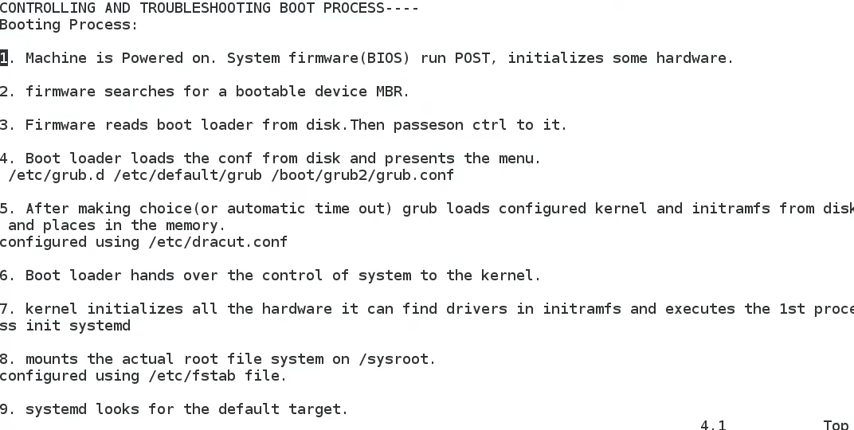 CONTROLLING AND TROUBLESHOOTING BOOT PROCESS----
Booting Process:
1. Machine is Powered on. System firmware(BIOS) run POST, initializes some hardware.
2. firmware searches for a bootable device MBR.
3. Firmware reads boot loader from disk.Then passeson ctrl to it.
4. Boot loader loads the conf from disk and presents the menu.
/etc/grub.d /etc/default/grub /boot/grub2/grub.conf
5. After making choice(or automatic time out) grub loads configured kernel and initramfs from disk
and places in the memory.
configured using /etc/dracut.conf
6. Boot loader hands over the control of system to the kernel.
7. kernel initializes all the hardware it can find drivers in initramfs and executes the 1st proce
ss init systemd
8. mounts the actual root file system on /sysroot.
configured using /etc/fstab file.
9. systemd looks for the default target.
4,1 Top